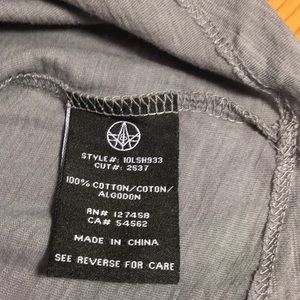 STYLE#: 10LSH933
CUT#: 2537
100% COTTON/COTON/
ALGODON
RN# 127458
CA# 54562
MADE IN CHINA
SEE REVERSE FOR CARE